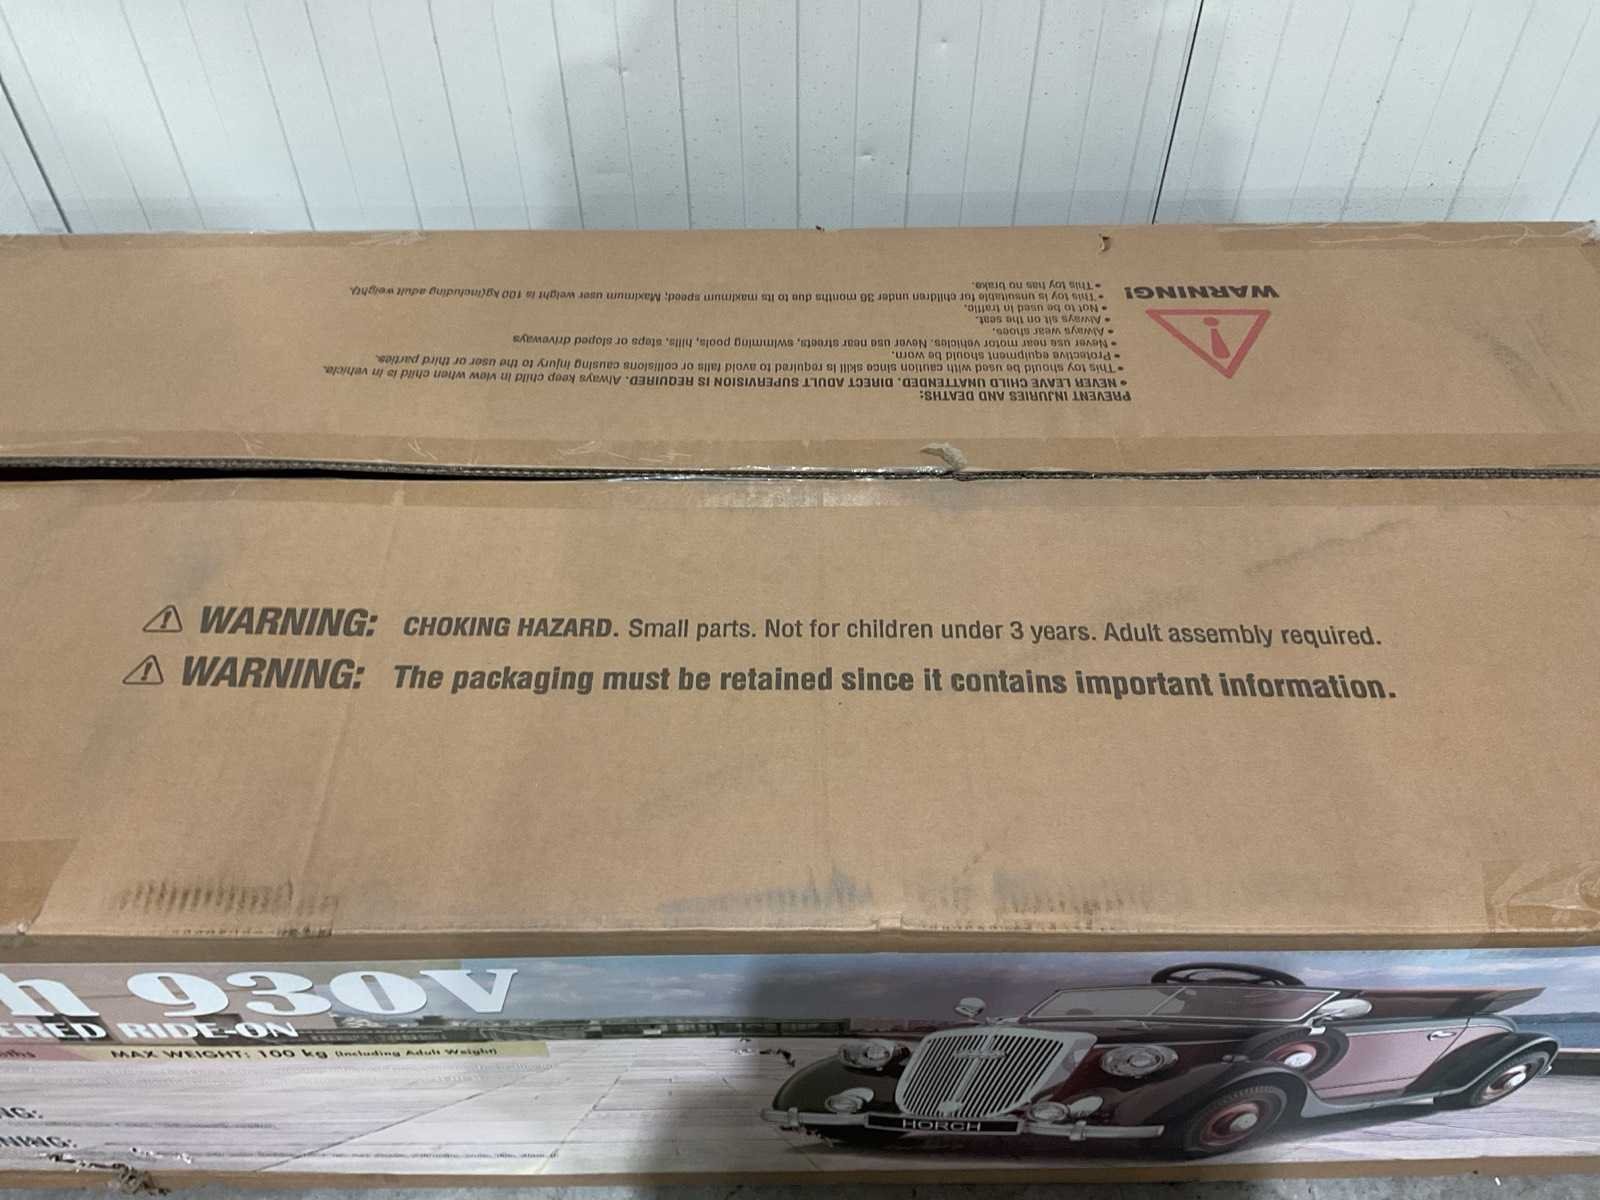 WARNING!
PREVENT INJURIES AND DEATHS:
• NEVER LEAVE CHILD UNATTENDED. DIRECT ADULT SUPERVISION IS REQUIRED. Always keep child in view when child is in vehicle.
• This toy should be used with caution since skill is required to avoid falls or collisions causing injury to the user or third parties.
• Protective equipment should be worn.
• Never use near motor vehicles. Never use near streets, swimming pools, hills, steps or sloped driveways
• Always wear shoes.
• Always sit on the seat.
• Not to be used in traffic.
• This toy is unsuitable for children under 36 months due to its maximum speed; Maximum user weight is 100 kg(including adult weight).
• This toy has no brake.
WARNING: CHOKING HAZARD. Small parts. Not for children under 3 years. Adult assembly required.
WARNING: The packaging must be retained since it contains important information.
h 930V
ERED RIDE-ON
MAX WEIGHT: 100 kg (Including Adult Weight)
HORCH